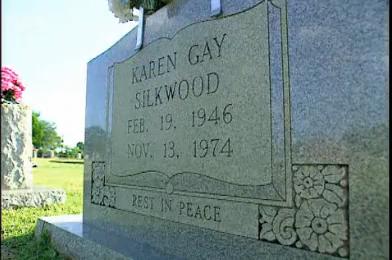 KAREN GAY
SILKWOOD
FEB. 19, 1946
NOV. 13, 1974
REST IN PEACE